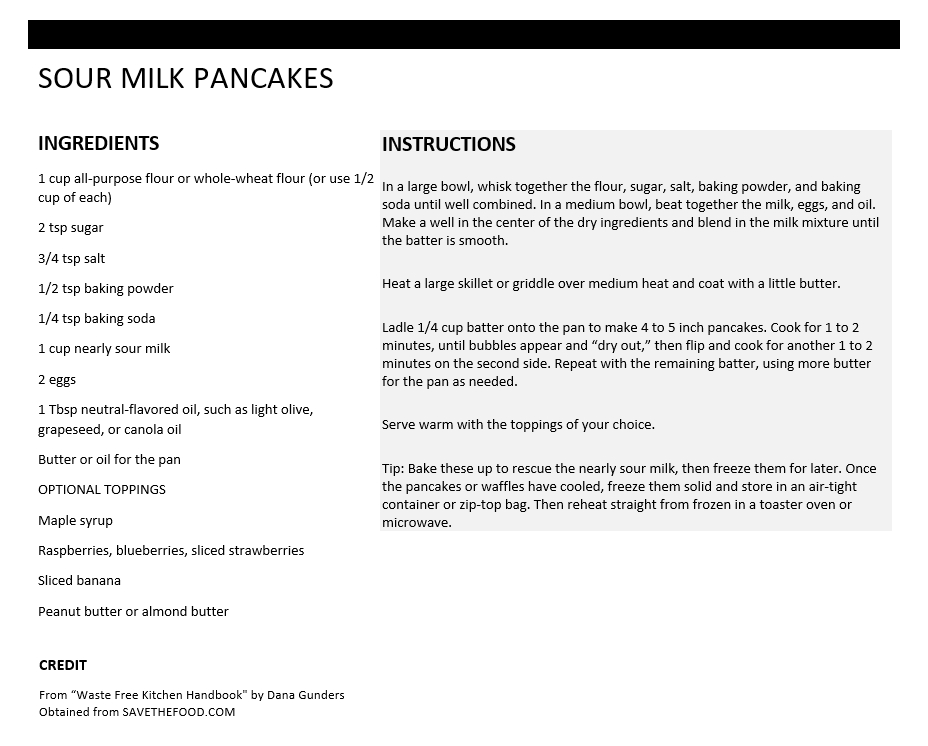 SOUR MILK PANCAKES
INGREDIENTS
1 cup all-purpose flour or whole-wheat flour (or use 1/2
cup of each)
2 tsp sugar
3/4 tsp salt
1/2 tsp baking powder
1/4 tsp baking soda
1 cup nearly sour milk
2 eggs
1 Tbsp neutral-flavored oil, such as light olive,
grapeseed, or canola oil
Butter or oil for the pan
OPTIONAL TOPPINGS
Maple syrup
Raspberries, blueberries, sliced strawberries
Sliced banana
Peanut butter or almond butter
INSTRUCTIONS
In a large bowl, whisk together the flour, sugar, salt, baking powder, and baking
soda until well combined. In a medium bowl, beat together the milk, eggs, and oil.
Make a well in the center of the dry ingredients and blend in the milk mixture until
the batter is smooth.
Heat a large skillet or griddle over medium heat and coat with a little butter.
Ladle 1/4 cup batter onto the pan to make 4 to 5 inch pancakes. Cook for 1 to 2
minutes, until bubbles appear and “dry out,” then flip and cook for another 1 to 2
minutes on the second side. Repeat with the remaining batter, using more butter
for the pan as needed.
Serve warm with the toppings of your choice.
Tip: Bake these up to rescue the nearly sour milk, then freeze them for later. Once
the pancakes or waffles have cooled, freeze them solid and store in an air-tight
container or zip-top bag. Then reheat straight from frozen in a toaster oven or
microwave.
CREDIT
From “Waste Free Kitchen Handbook" by Dana Gunders
Obtained from SAVETHEFOOD.COM